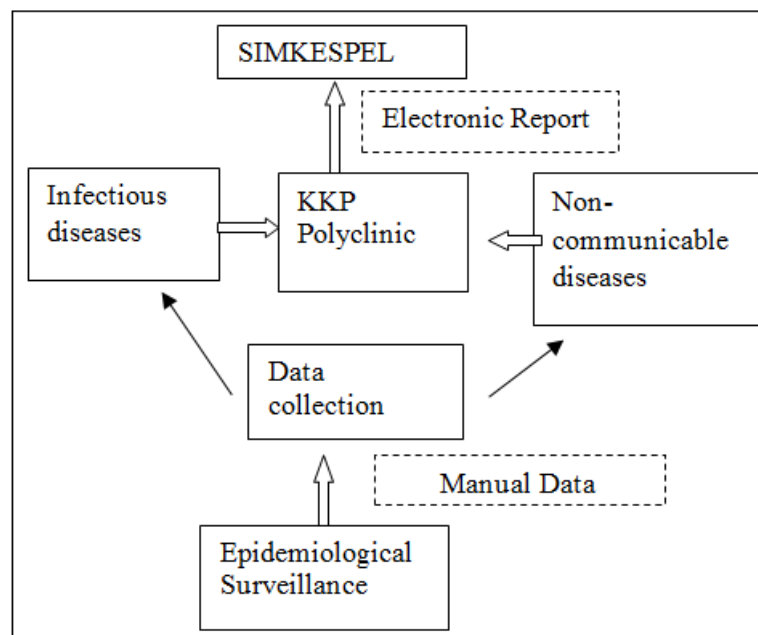 SIMKESPEL
Electronic Report
Infectious
diseases
KKP
Polyclinic
Non-
communicable
diseases
Data
collection
Manual Data
Epidemiological
Surveillance